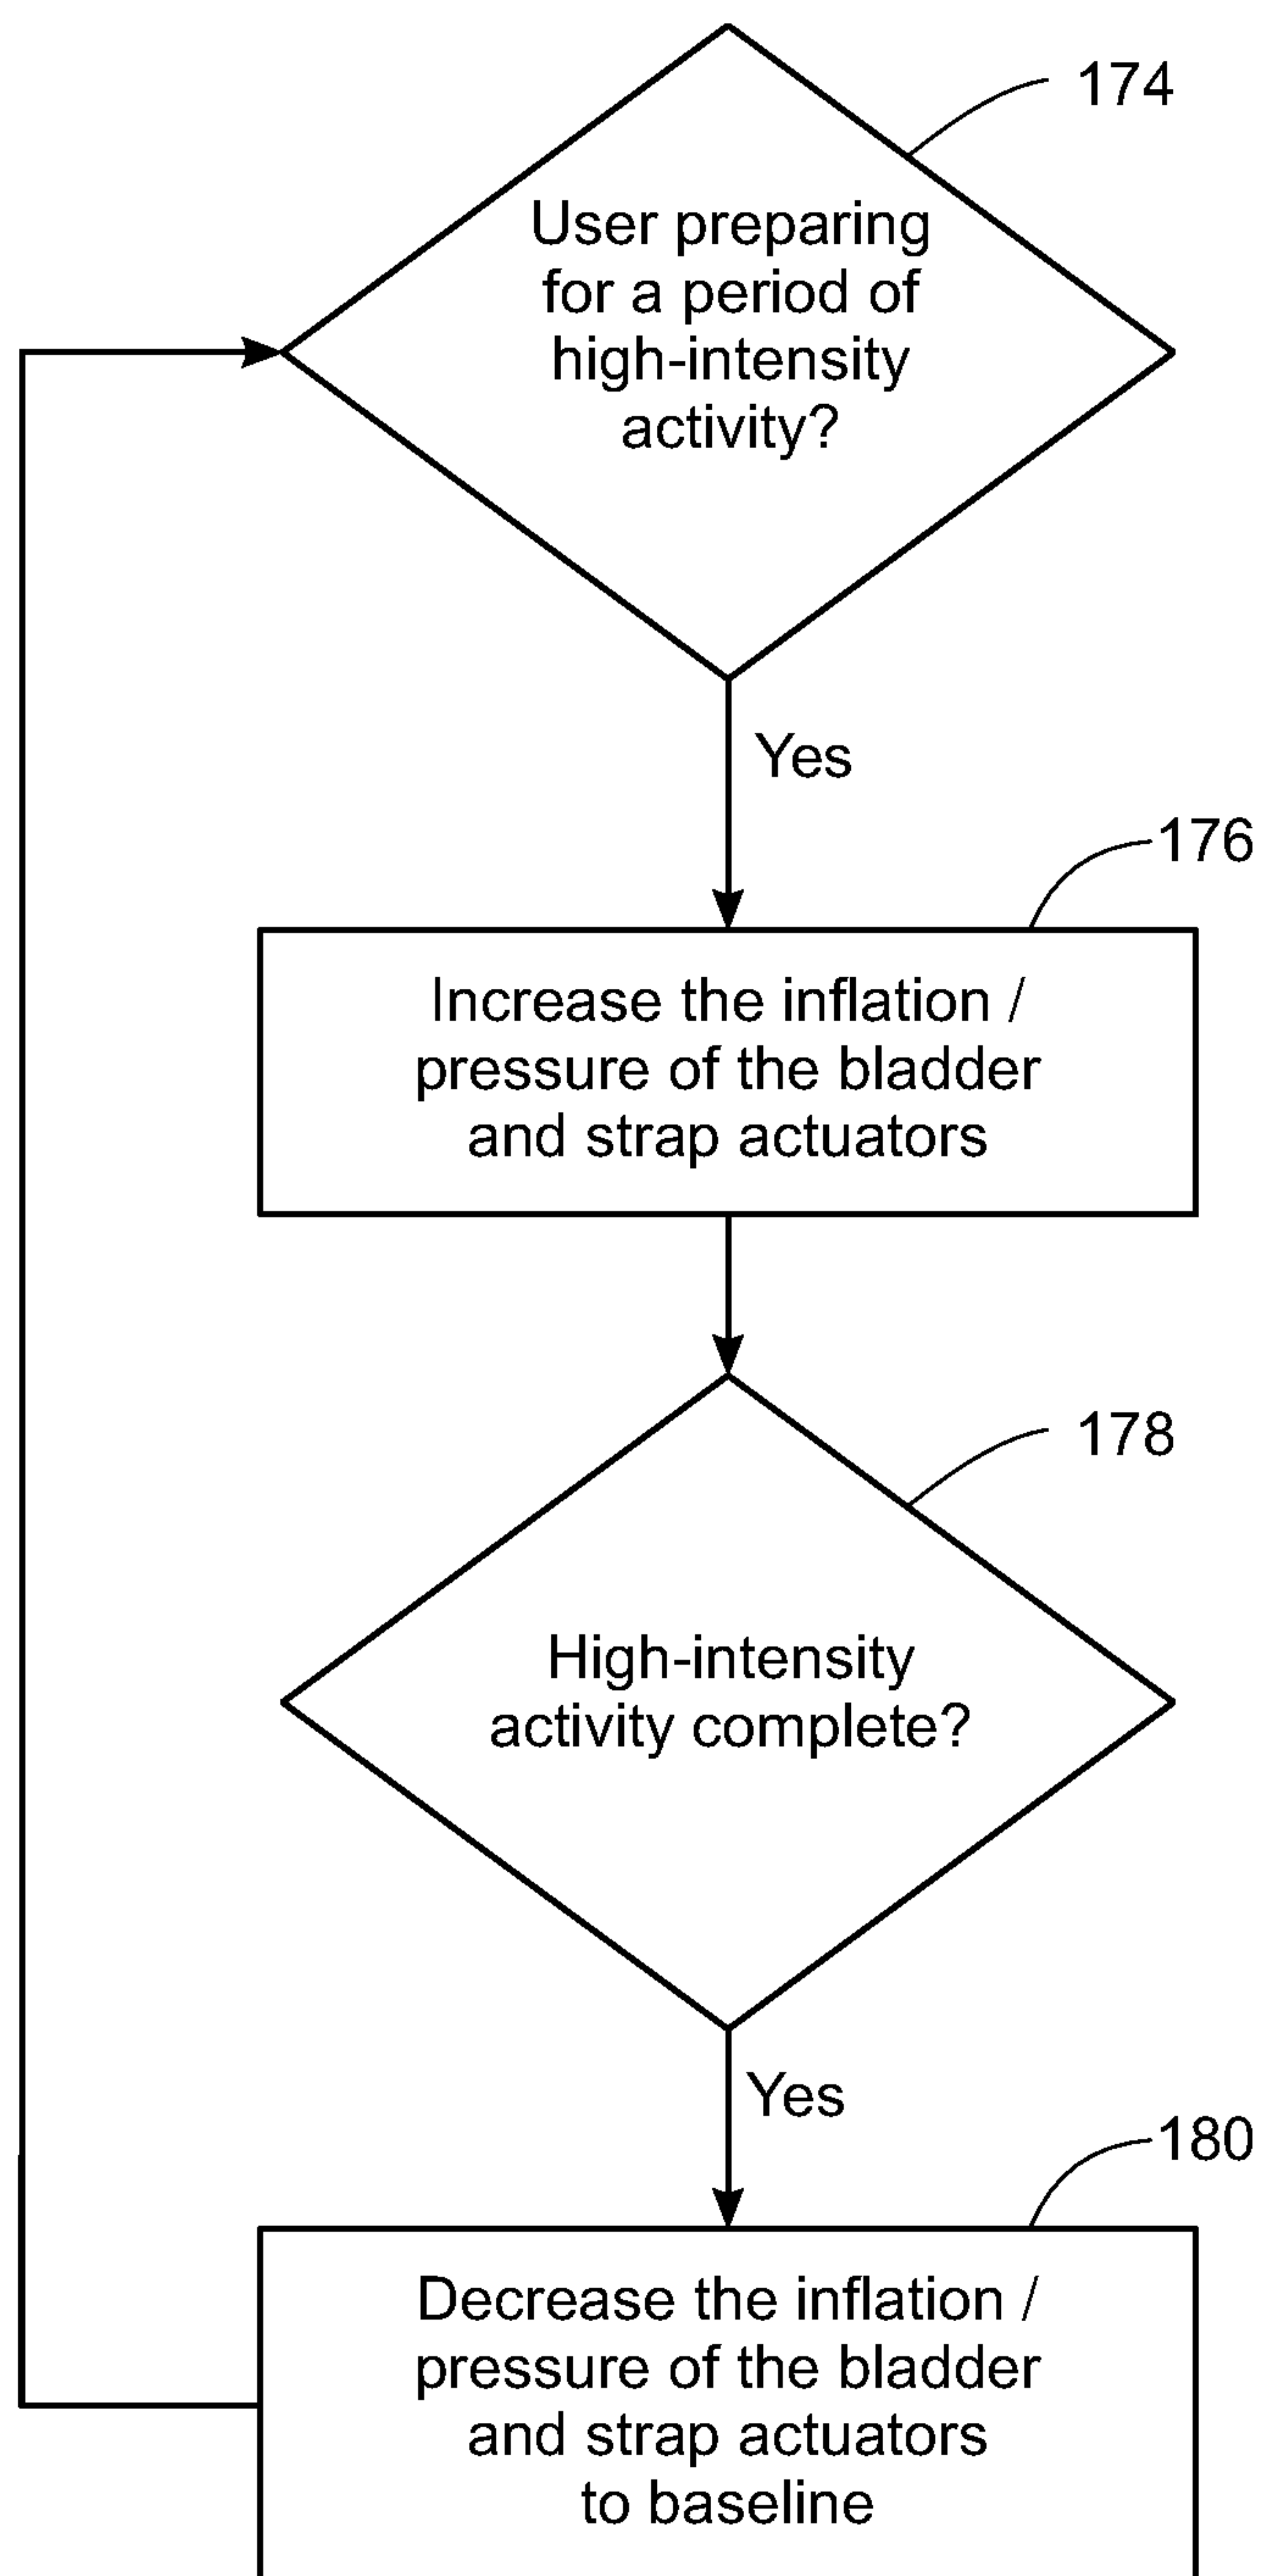 174
User preparing
for a period of
high-intensity
activity?
Yes
176
Increase the inflation /
pressure of the bladder
and strap actuators
178
High-intensity
activity complete?
Yes
180
Decrease the inflation /
pressure of the bladder
and strap actuators
to baseline